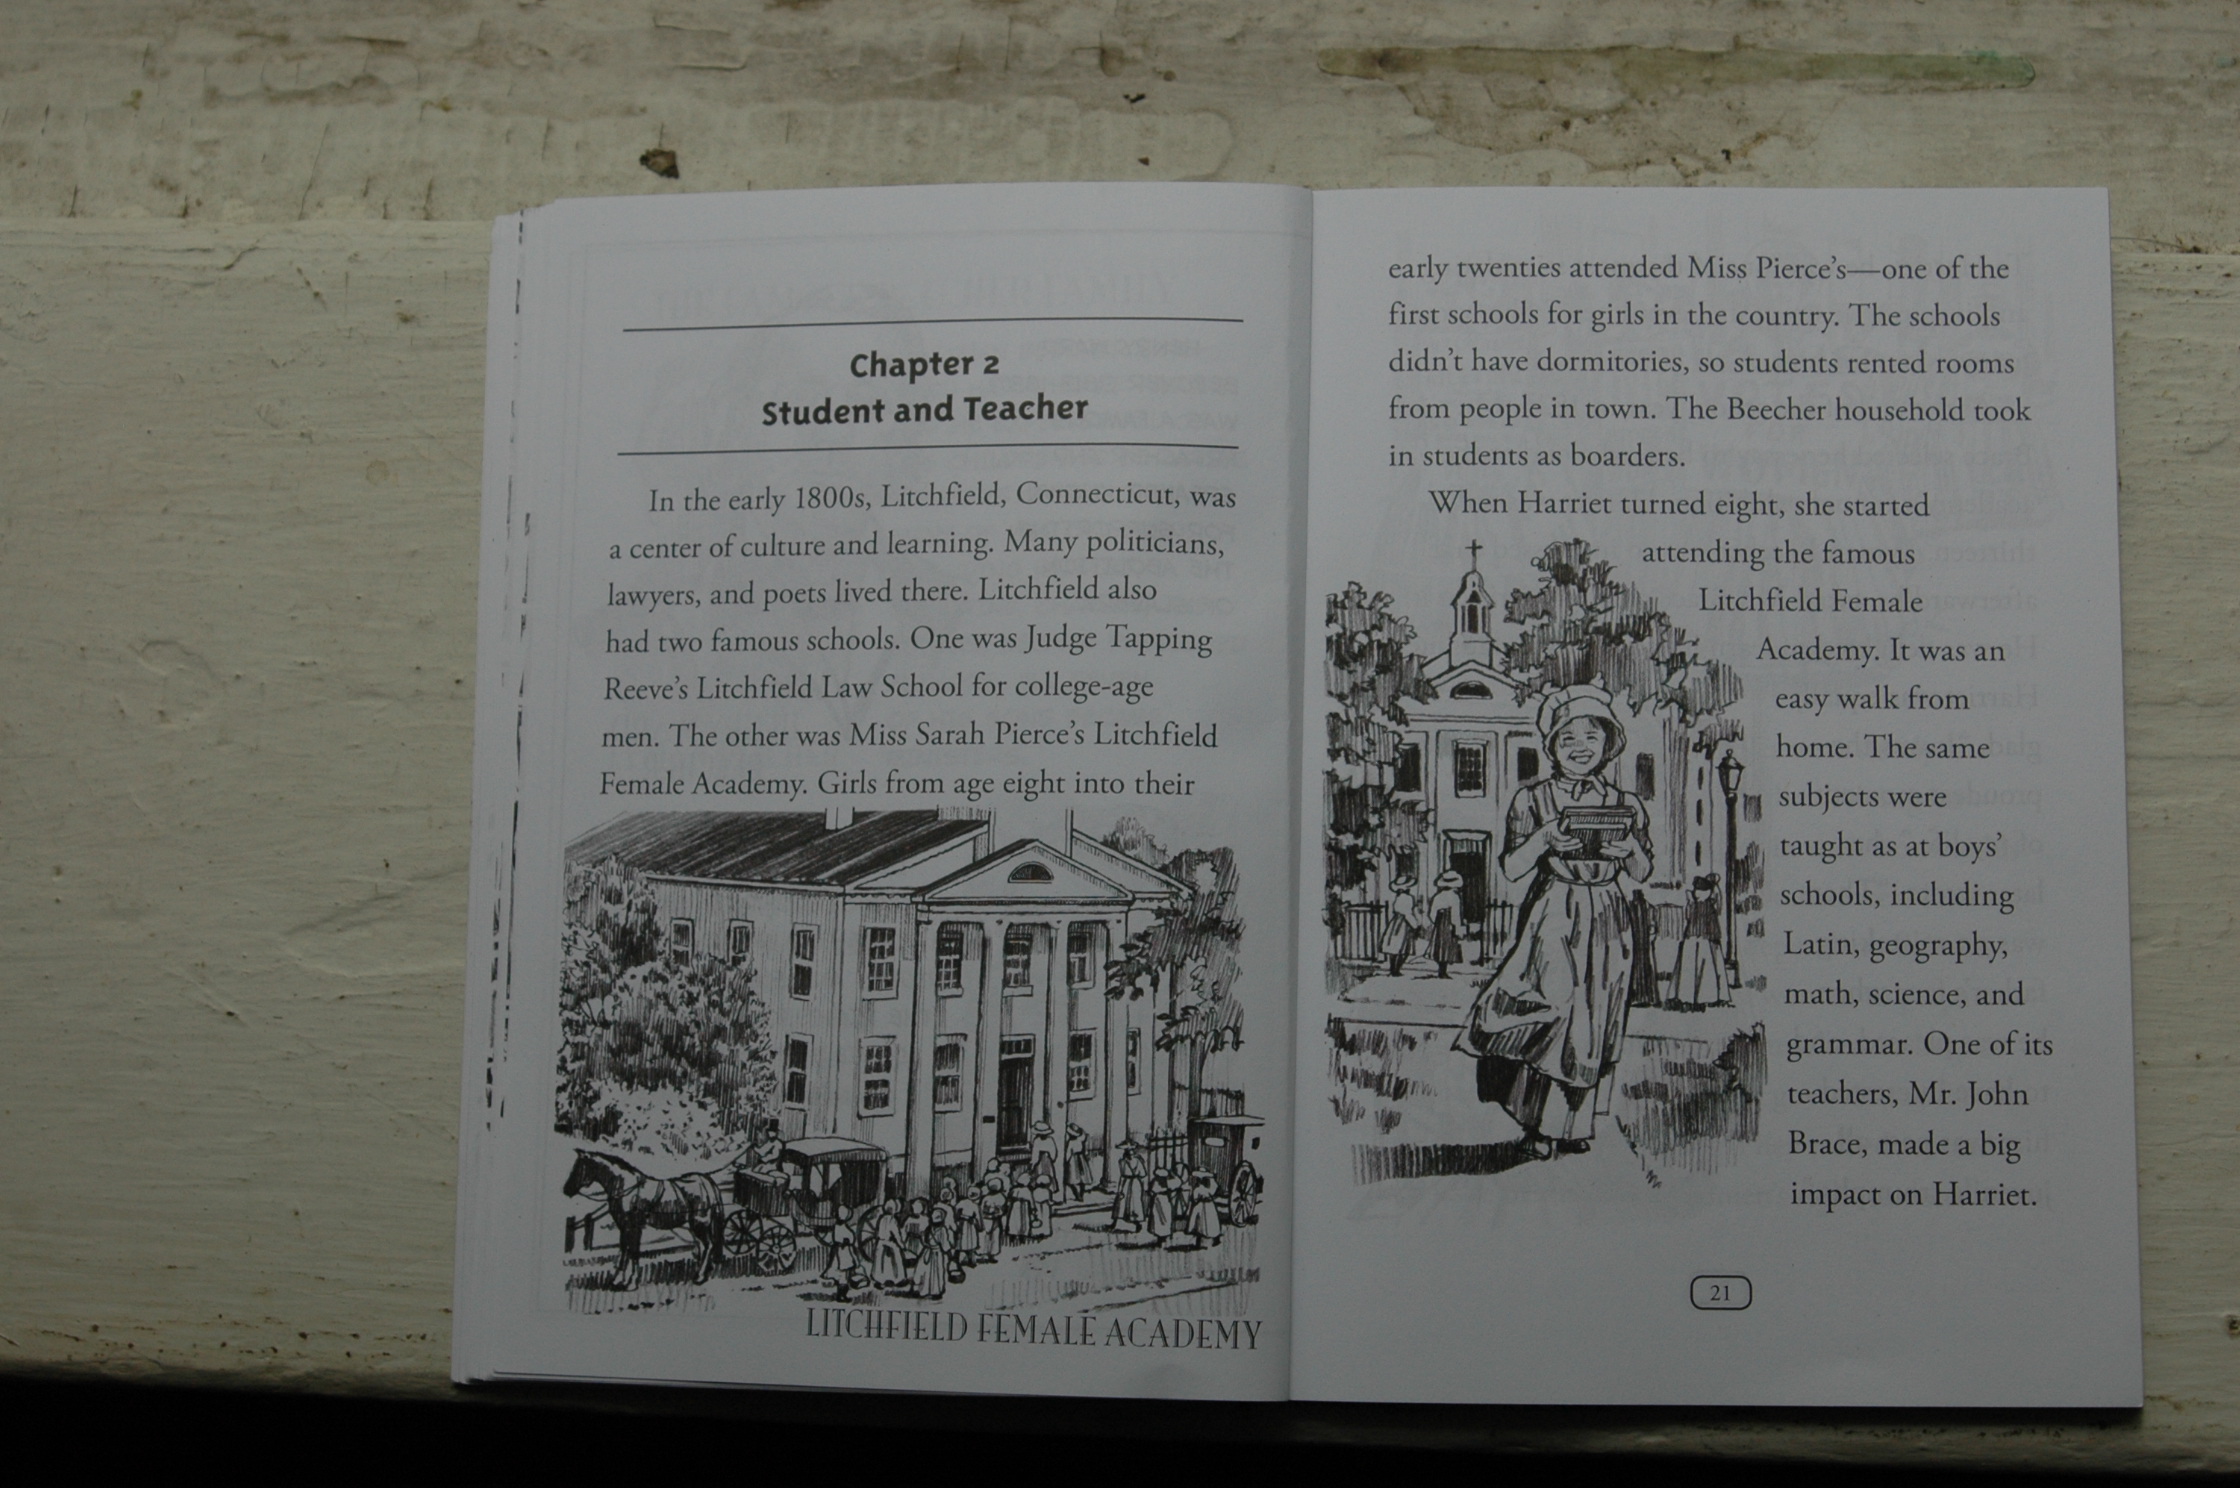 Chapter 2
Student and Teacher
In the early 1800s, Litchfield, Connecticut, was
a center of culture and learning. Many politicians,
lawyers, and poets lived there. Litchfield also
had two famous schools. One was Judge Tapping
Reeve's Litchfield Law School for college-age
men. The other was Miss Sarah Pierce's Litchfield
Female Academy. Girls from age eight into their
LITCHFIELD FEMALE ACADEMY
early twenties attended Miss Pierce's—one of the
first schools for girls in the country. The schools
didn't have dormitories, so students rented rooms
from people in town. The Beecher household took
in students as boarders.
When Harriet turned eight, she started
attending the famous
Litchfield Female
Academy. It was an
easy walk from
home. The same
subjects were
taught as at boys'
schools, including
Latin, geography,
math, science, and
grammar. One of its
teachers, Mr. John
Brace, made a big
impact on Harriet.
21